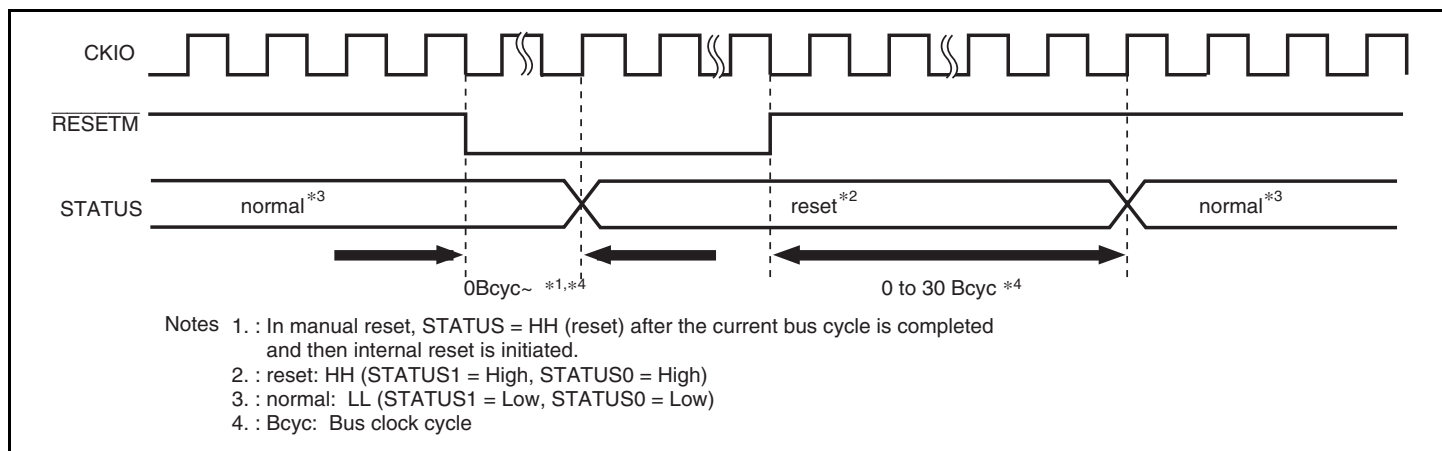 CKIO
RESETM
STATUS
normal*3
reset*2
normal*3
0Bcyc~ *1,*4
0 to 30 Bcyc *4
Notes 1. : In manual reset, STATUS = HH (reset) after the current bus cycle is completed
and then internal reset is initiated.
2. : reset: HH (STATUS1 = High, STATUS0 = High)
3. : normal: LL (STATUS1 = Low, STATUS0 = Low)
4. : Bcyc: Bus clock cycle